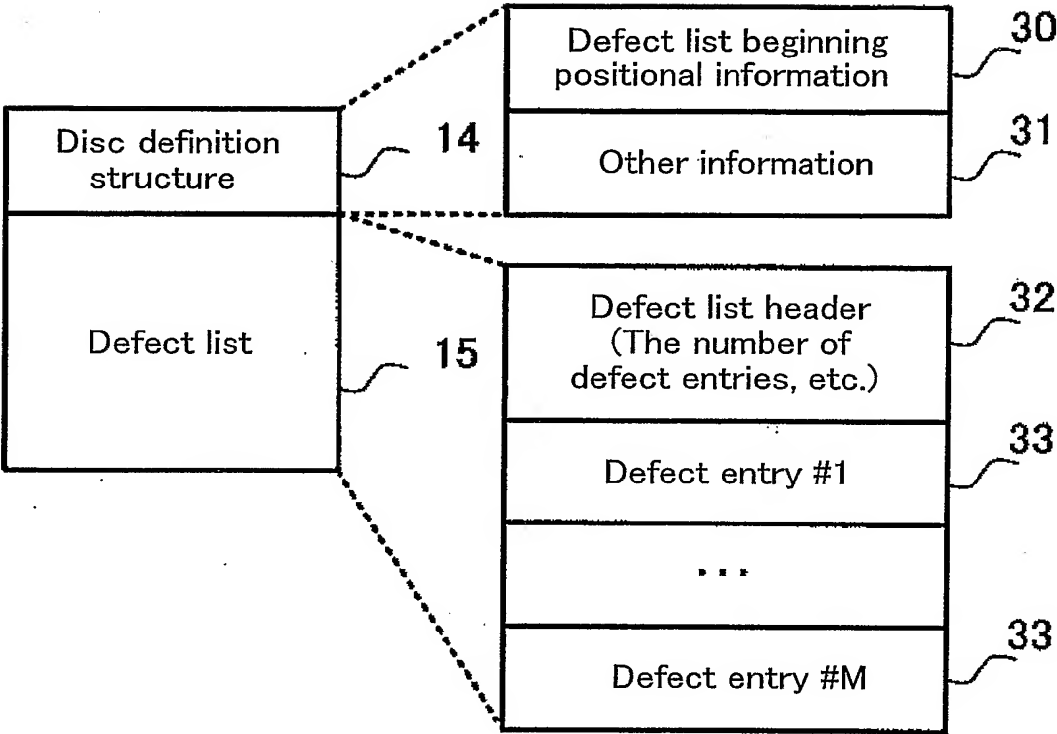 Disc definition
structure
14
Defect list
15
Defect list beginning
positional information
30
Other information
31
Defect list header
(The number of
defect entries, etc.)
32
Defect entry #1
33
...
Defect entry #M
33